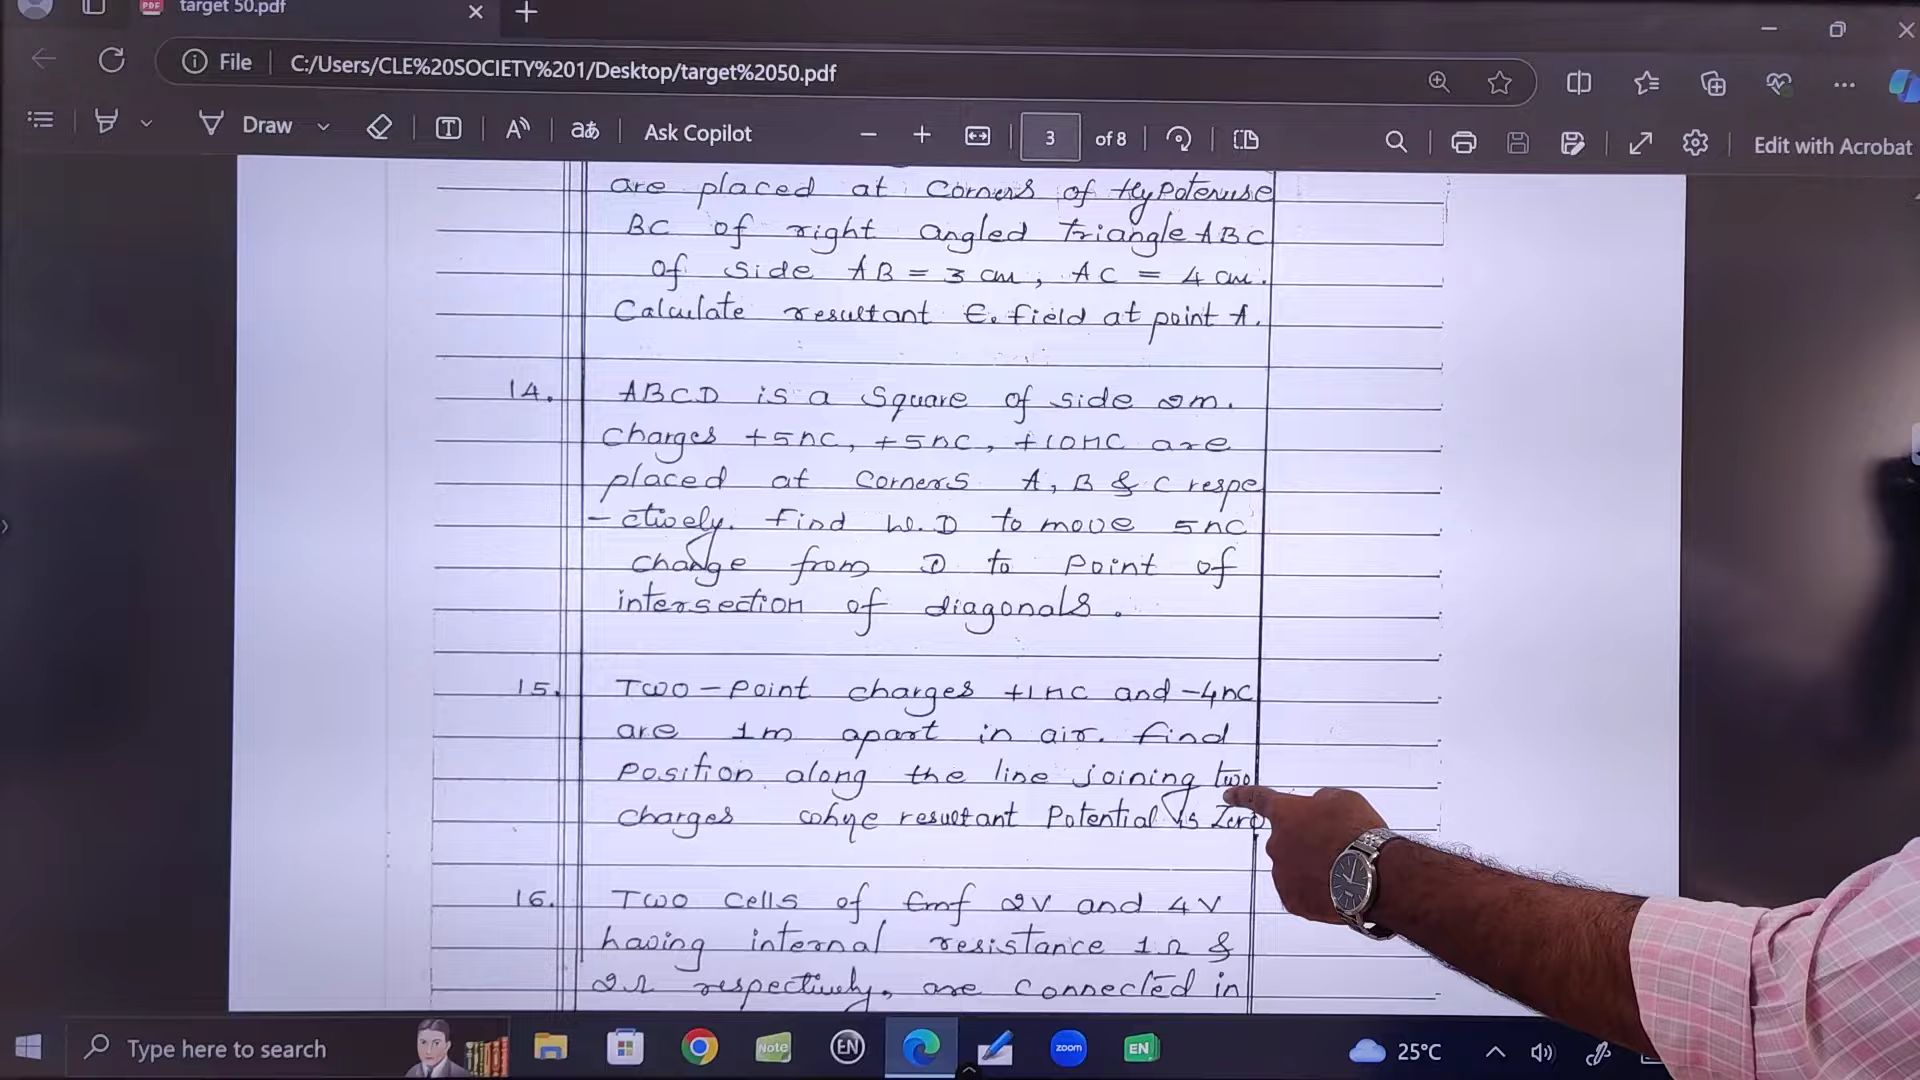 target 50.pdf
File C:/Users/CLE%20SOCIETY%201/Desktop/target%2050.pdf
Draw T A aあ Ask Copilot 3 of 8 Edit with Acrobat
are placed at corners of Hypotenuse
BC of right angled triangle ABC
of side AB = 3 cm, AC = 4 cm.
Calculate resultant E. field at point A.
14. ABCD is a square of side 2m.
charges +5nc, +5nc, +10nc are
placed at corners A, B & C respe
-ctively. find W.D to move 5nc
charge from D to point of
intersection of diagonals.
15. Two-point charges +1nc and -4nc
are 1m apart in air. find
position along the line joining two
charges resultant Potential is zero
16. Two cells of Emf 2V and 4V
having internal resistance 1Ω &
2Ω respectively, are connected in
Type here to search Note EN zoom EN 25°C